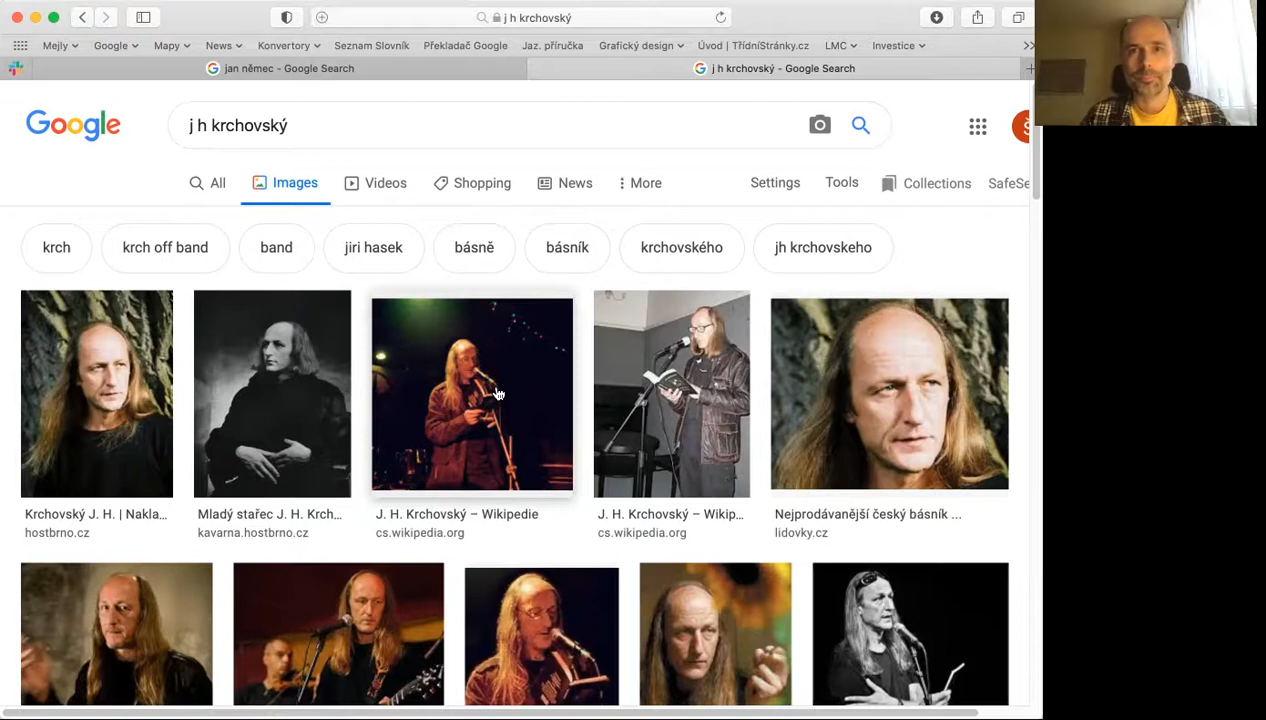 j h krchovský
Mejly Google Mapy News Konvertory Seznam Slovník Překladač Google Jaz. příručka Grafický design Úvod | TřídníStránky.cz LMC Investice
jan němec - Google Search j h krchovský - Google Search
Google j h krchovský Š
All Images Videos Shopping News More Settings Tools Collections SafeSe
krch krch off band band jiri hasek básně básník krchovského jh krchovskeho
Krchovský J. H. | Nakla... Mladý stařec J. H. Krch... J. H. Krchovský – Wikipedie J. H. Krchovský – Wikip... Nejprodávanější český básník ...
hostbrno.cz kavarna.hostbrno.cz cs.wikipedia.org cs.wikipedia.org lidovky.cz